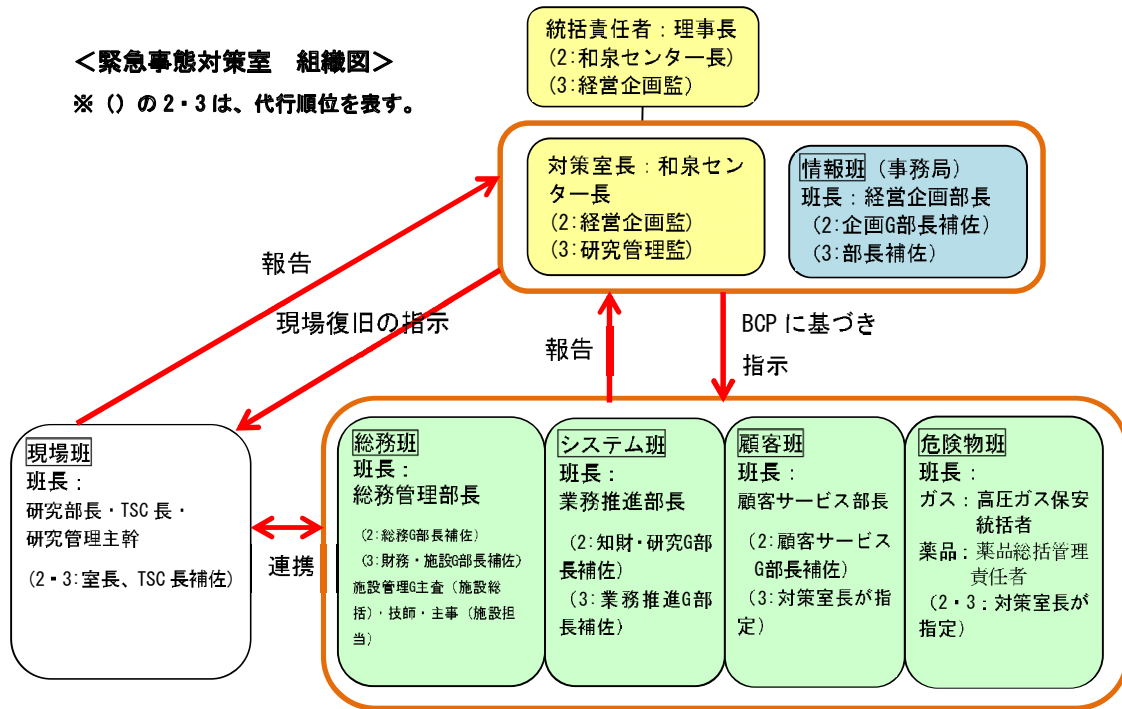 ＜緊急事態対策室　組織図＞
※（）の2・3は、代行順位を表す。
統括責任者：理事長
(2:和泉センター長)
(3:経営企画監)
対策室長：和泉セン
ター長
(2:経営企画監)
(3:研究管理監)
情報班（事務局）
班長：経営企画部長
(2:企画G部長補佐)
(3:部長補佐)
報告
現場復旧の指示
報告
BCPに基づき
指示
現場班
班長：
研究部長・TSC長・
研究管理主幹
(2・3:室長、TSC長補佐)
連携
総務班
班長：
総務管理部長
(2:総務G部長補佐)
(3:財務・施設G部長補佐)
施設管理G主査（施設総
括）・技師・主事（施設担
当）
システム班
班長：
業務推進部長
(2:知財・研究G部
長補佐)
(3:業務推進G部
長補佐)
顧客班
班長：
顧客サービス部長
(2:顧客サービス
G部長補佐)
(3:対策室長が指
定)
危険物班
班長：
ガス：高圧ガス保安
統括者
薬品：薬品総括管理
責任者
(2・3：対策室長が
指定)